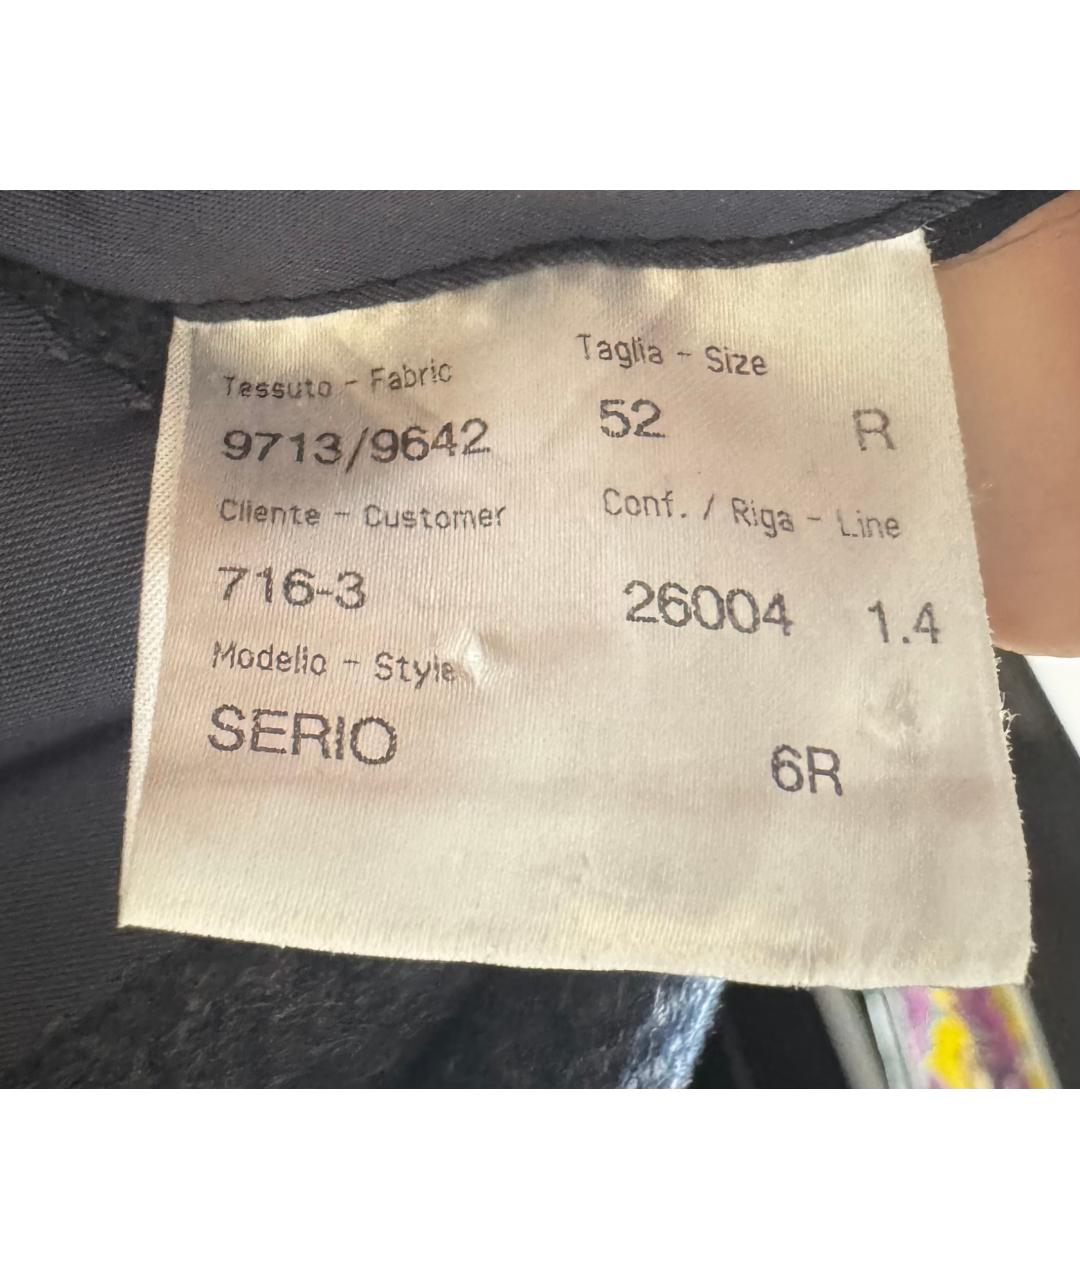 Tessuto - Fabric Taglia - Size
9713/9642 52 R
Cliente - Customer Conf. / Riga - Line
716-3 26004 1.4
Modello - Style
SERIO 6R